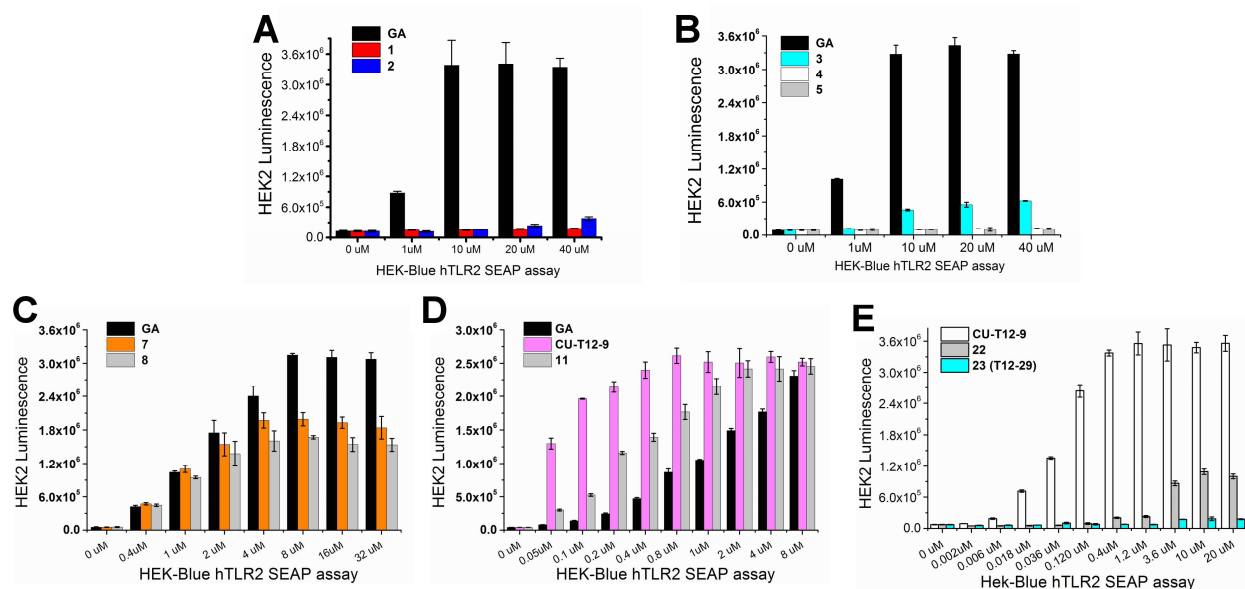 A
GA
1
2
HEK2 Luminescence
3.6x10⁶
3.0x10⁶
2.4x10⁶
1.8x10⁶
1.2x10⁶
6.0x10⁵
0.0
0 uM 1uM 10 uM 20 uM 40 uM
HEK-Blue hTLR2 SEAP assay
B
GA
3
4
5
HEK2 Luminescence
3.6x10⁶
3.0x10⁶
2.4x10⁶
1.8x10⁶
1.2x10⁶
6.0x10⁵
0.0
0 uM 1uM 10 uM 20 uM 40 uM
HEK-Blue hTLR2 SEAP assay
C
GA
7
8
HEK2 Luminescence
3.6x10⁶
3.0x10⁶
2.4x10⁶
1.8x10⁶
1.2x10⁶
6.0x10⁵
0.0
0 uM 0.4uM 1 uM 2 uM 4 uM 8 uM 16uM 32 uM
HEK-Blue hTLR2 SEAP assay
D
GA
CU-T12-9
11
HEK2 Luminescence
3.0x10⁶
2.5x10⁶
2.0x10⁶
1.5x10⁶
1.0x10⁶
5.0x10⁵
0.0
0 uM 0.05uM 0.1 uM 0.2 uM 0.4 uM 0.8 uM 1uM 2 uM 4 uM 8 uM
HEK-Blue hTLR2 SEAP assay
E
CU-T12-9
22
23 (T12-29)
HEK2 Luminescence
3.6x10⁶
3.0x10⁶
2.4x10⁶
1.8x10⁶
1.2x10⁶
6.0x10⁵
0.0
0 uM 0.002uM 0.006 uM 0.018 uM 0.036 uM 0.120 uM 0.4uM 1.2 uM 3.6 uM 10 uM 20 uM
Hek-Blue hTLR2 SEAP assay